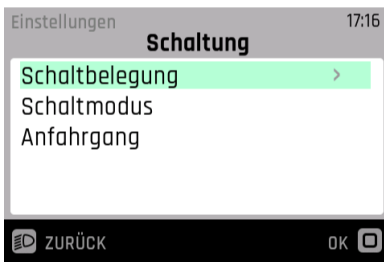 Einstellungen 17:16
Schaltung
Schaltbelegung >
Schaltmodus
Anfahrgang
ZURÜCK OK